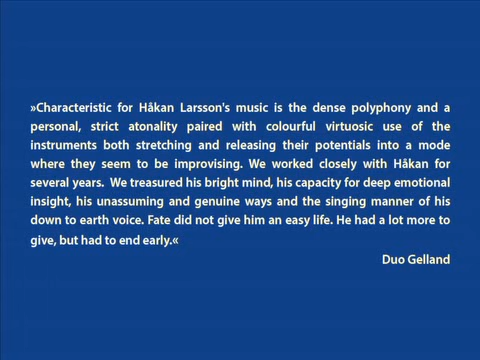 »Characteristic for Håkan Larsson's music is the dense polyphony and a
personal, strict atonality paired with colourful virtuosic use of the
instruments both stretching and releasing their potentials into a mode
where they seem to be improvising. We worked closely with Håkan for
several years.  We treasured his bright mind, his capacity for deep emotional
insight, his unassuming and genuine ways and the singing manner of his
down to earth voice. Fate did not give him an easy life. He had a lot more to
give, but had to end early.«
Duo Gelland